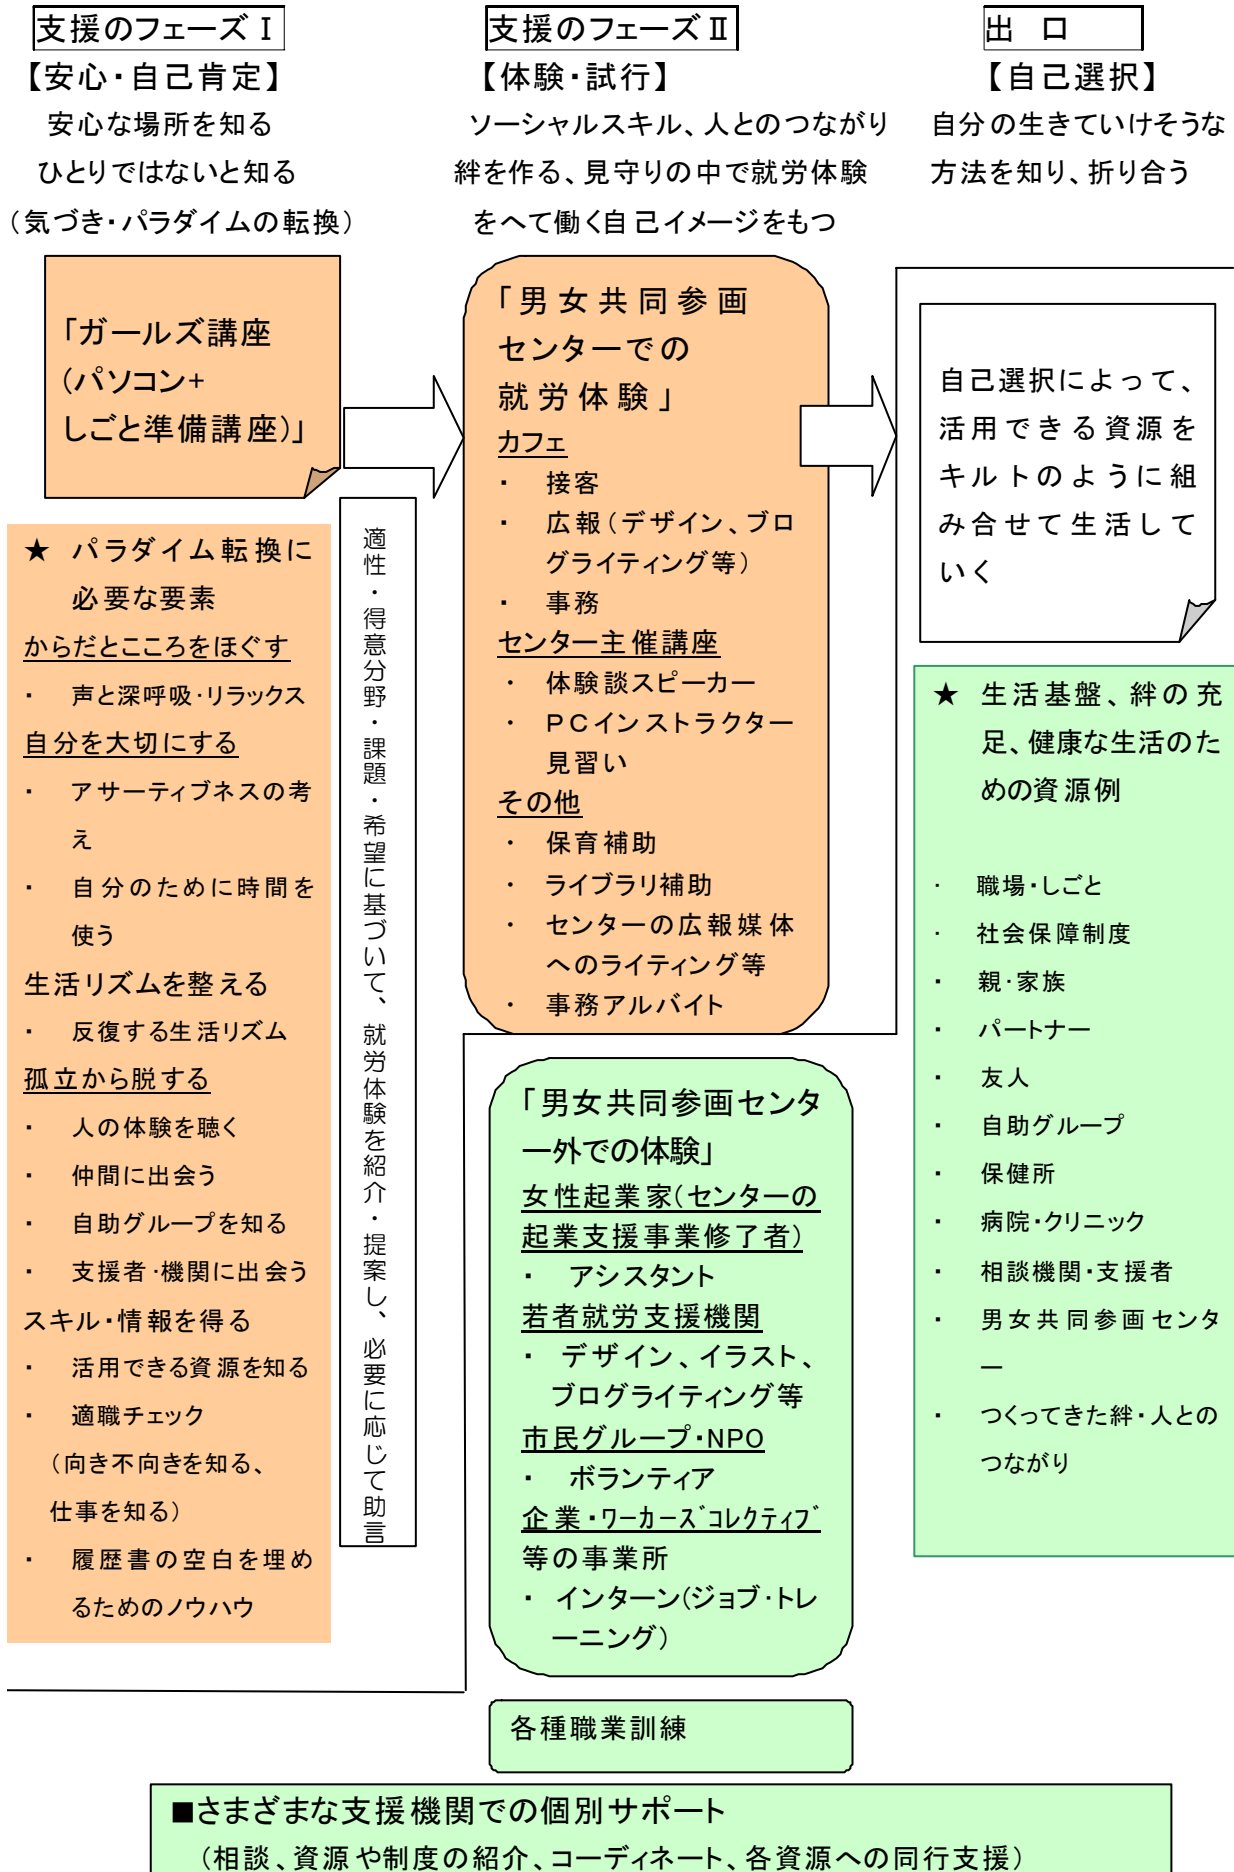 支援のフェーズⅠ
【安心・自己肯定】
安心な場所を知る
ひとりではないと知る
（気づき・パラダイムの転換）
「ガールズ講座
(パソコン+
しごと準備講座)」
★ パラダイム転換に
必要な要素
からだとこころをほぐす
・ 声と深呼吸・リラックス
自分を大切にする
・ アサーティブネスの考
え
・ 自分のために時間を
使う
生活リズムを整える
・ 反復する生活リズム
孤立から脱する
・ 人の体験を聴く
・ 仲間に出会う
・ 自助グループを知る
・ 支援者・機関に出会う
スキル・情報を得る
・ 活用できる資源を知る
・ 適職チェック
（向き不向きを知る、
仕事を知る）
・ 履歴書の空白を埋め
るためのノウハウ
適性・得意分野・課題・希望に基づいて、就労体験を紹介・提案し、必要に応じて助言
支援のフェーズⅡ
【体験・試行】
ソーシャルスキル、人とのつながり
絆を作る、見守りの中で就労体験
をへて働く自己イメージをもつ
「男女共同参画
センターでの
就労体験」
カフェ
・ 接客
・ 広報（デザイン、ブロ
グライティング等）
・ 事務
センター主催講座
・ 体験談スピーカー
・ PCインストラクター
見習い
その他
・ 保育補助
・ ライブラリ補助
・ センターの広報媒体
へのライティング等
・ 事務アルバイト
「男女共同参画センタ
ー外での体験」
女性起業家（センターの
起業支援事業修了者）
・ アシスタント
若者就労支援機関
・ デザイン、イラスト、
ブログライティング等
市民グループ・NPO
・ ボランティア
企業・ﾜｰｶｰｽﾞｺﾚｸﾃｨﾌﾞ
等の事業所
・ インターン(ジョブ・トレ
ーニング）
各種職業訓練
出 口
【自己選択】
自分の生きていけそうな
方法を知り、折り合う
自己選択によって、
活用できる資源を
キルトのように組
み合せて生活して
いく
★ 生活基盤、絆の充
足、健康な生活のた
めの資源例
・ 職場・しごと
・ 社会保障制度
・ 親・家族
・ パートナー
・ 友人
・ 自助グループ
・ 保健所
・ 病院・クリニック
・ 相談機関・支援者
・ 男女共同参画センタ
ー
・ つくってきた絆・人との
つながり
■さまざまな支援機関での個別サポート
（相談、資源や制度の紹介、コーディネート、各資源への同行支援）